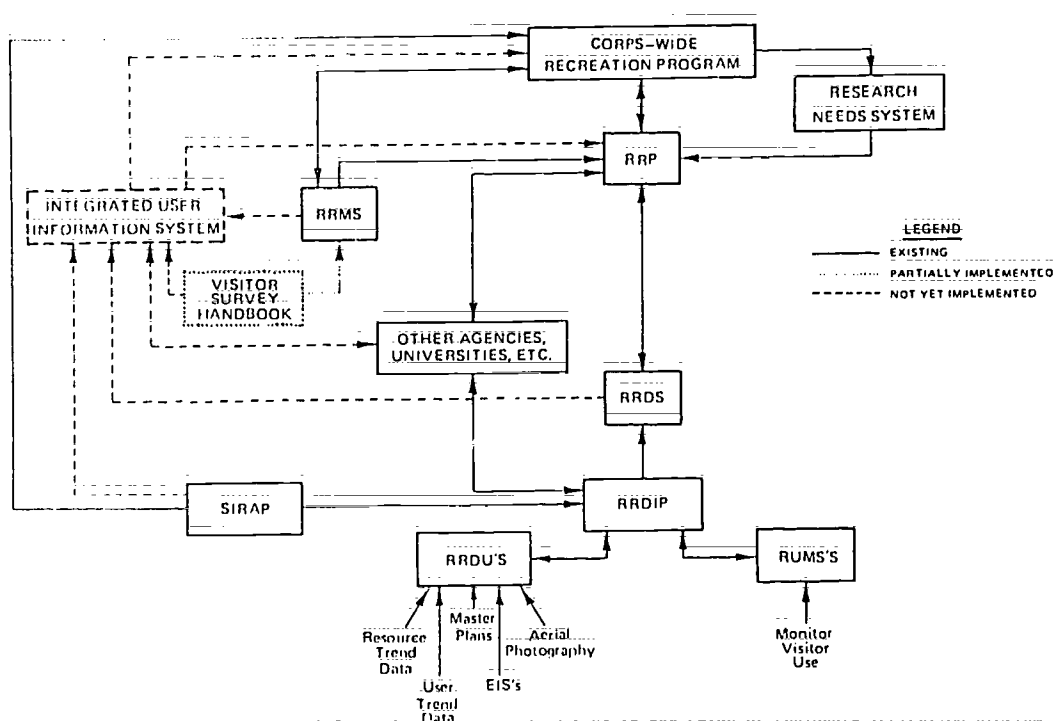 CORPS-WIDE
RECREATION PROGRAM
RESEARCH
NEEDS SYSTEM
RRP
INTEGRATED USER
INFORMATION SYSTEM
RRMS
LEGEND
EXISTING
PARTIALLY IMPLEMENTED
NOT YET IMPLEMENTED
VISITOR
SURVEY
HANDBOOK
OTHER AGENCIES,
UNIVERSITIES, ETC.
RRDS
SIRAP
RRDIP
RRDU'S
RUMS'S
Resource
Trend
Data
User
Trend
Data
Master
Plans
EIS's
Aerial
Photography
Monitor
Visitor
Use